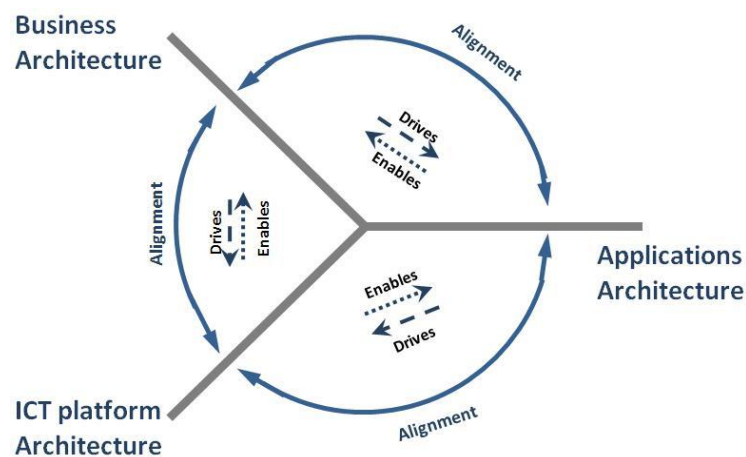 Business
Architecture
Alignment
Drives
Enables
Alignment
Drives
Enables
Applications
Architecture
Enables
Drives
ICT platform
Architecture
Alignment